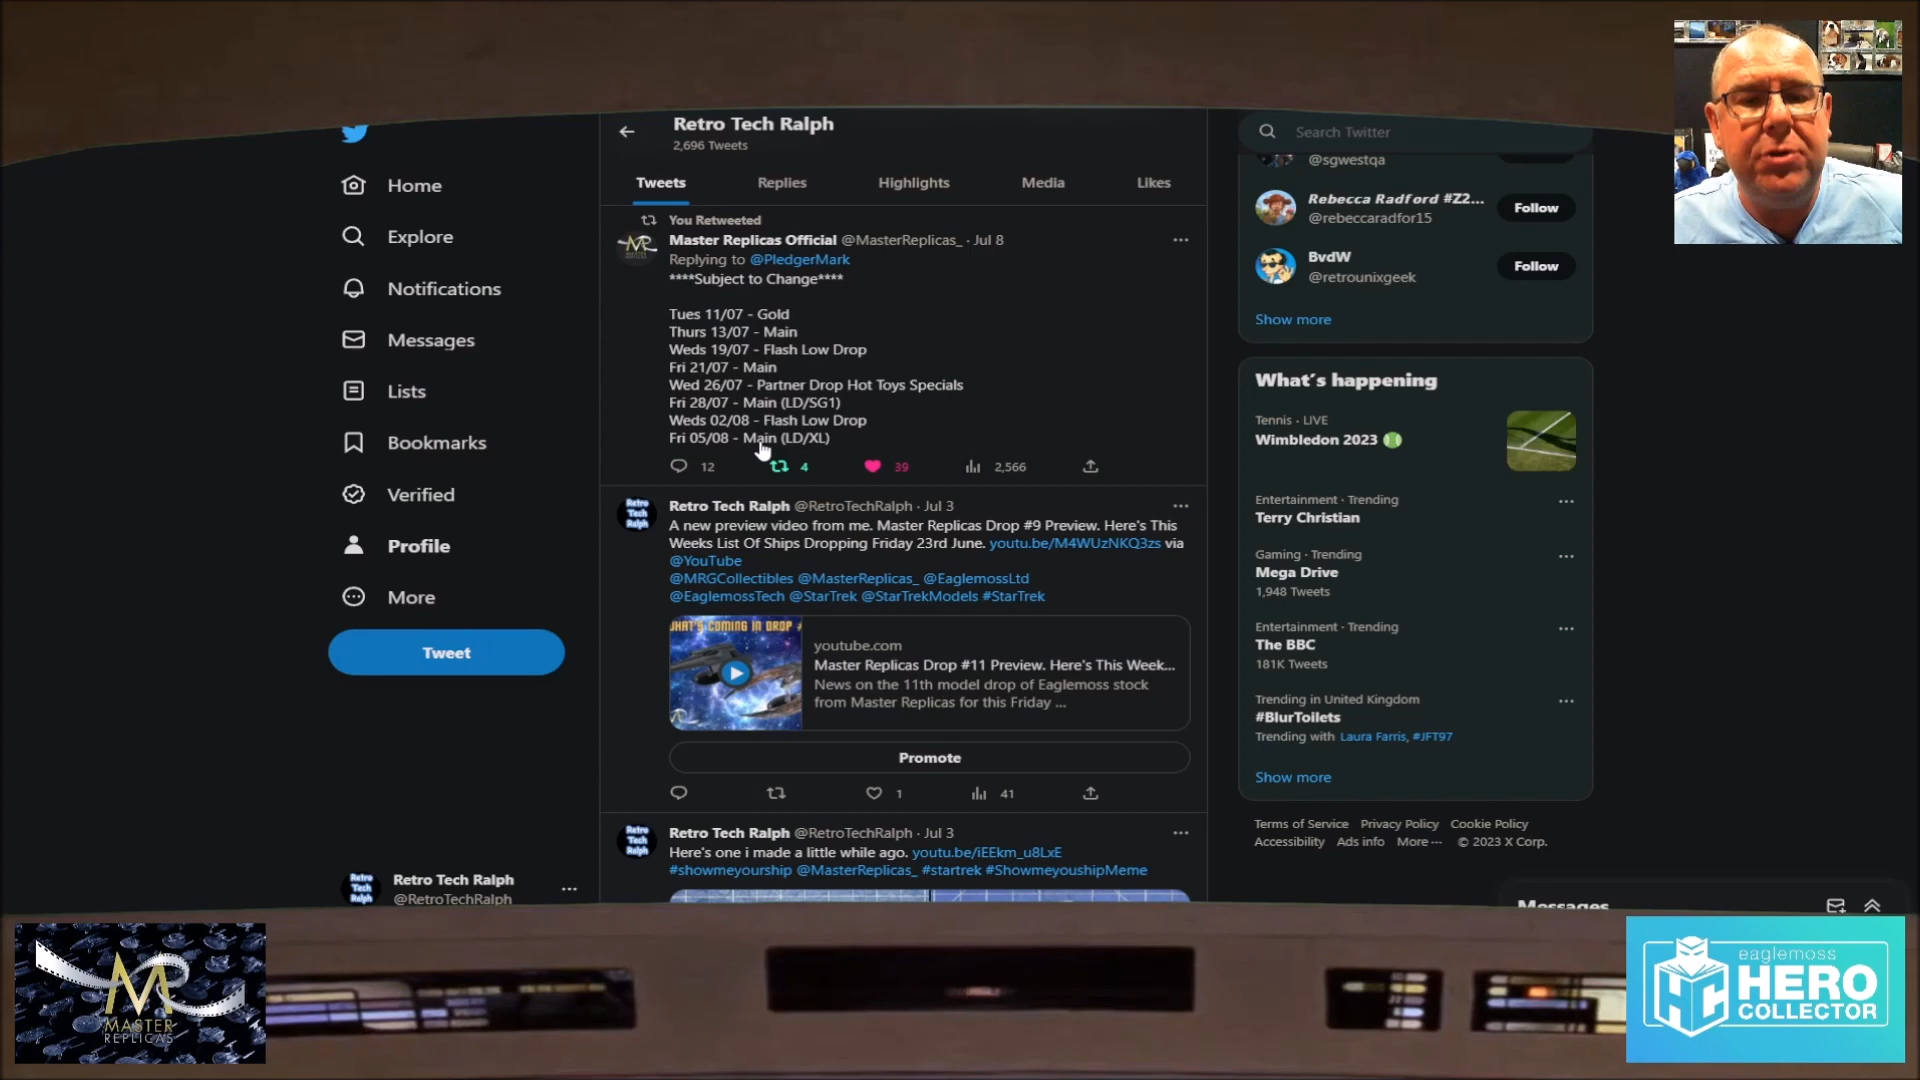 Retro Tech Ralph
2,696 Tweets
Tweets
Replies
Highlights
Media
Likes
Home
Explore
Notifications
Messages
Lists
Bookmarks
Verified
Profile
More
Tweet
Retro Tech Ralph
@RetroTechRalph
You Retweeted
Master Replicas Official @MasterReplicas_ · Jul 8
Replying to @PledgerMark
****Subject to Change****
Tues 11/07 - Gold
Thurs 13/07 - Main
Weds 19/07 - Flash Low Drop
Fri 21/07 - Main
Wed 26/07 - Partner Drop Hot Toys Specials
Fri 28/07 - Main (LD/SG1)
Weds 02/08 - Flash Low Drop
Fri 05/08 - Main (LD/XL)
12
4
39
2,566
Retro Tech Ralph @RetroTechRalph · Jul 3
A new preview video from me. Master Replicas Drop #9 Preview. Here's This
Weeks List Of Ships Dropping Friday 23rd June. youtu.be/M4WUzNKQ3zs via
@YouTube
@MRGCollectibles @MasterReplicas_ @EaglemossLtd
@EaglemossTech @StarTrek @StarTrekModels #StarTrek
WHAT'S COMING IN DROP #
youtube.com
Master Replicas Drop #11 Preview. Here's This Week...
News on the 11th model drop of Eaglemoss stock
from Master Replicas for this Friday ...
Promote
1
41
Retro Tech Ralph @RetroTechRalph · Jul 3
Here's one i made a little while ago. youtu.be/iEEkm_u8LxE
#showmeyourship @MasterReplicas_ #startrek #ShowmeyoushipMeme
Search Twitter
@sgwestqa
Rebecca Radford #Z2...
@rebeccaradfor15
Follow
BvdW
@retrounixgeek
Follow
Show more
What's happening
Tennis · LIVE
Wimbledon 2023
Entertainment · Trending
Terry Christian
Gaming · Trending
Mega Drive
1,948 Tweets
Entertainment · Trending
The BBC
181K Tweets
Trending in United Kingdom
#BlurToilets
Trending with Laura Farris, #JFT97
Show more
Terms of Service Privacy Policy Cookie Policy
Accessibility Ads info More ··· © 2023 X Corp.
Messages
MR
MASTER
REPLICAS
eaglemoss
HC
HERO
COLLECTOR